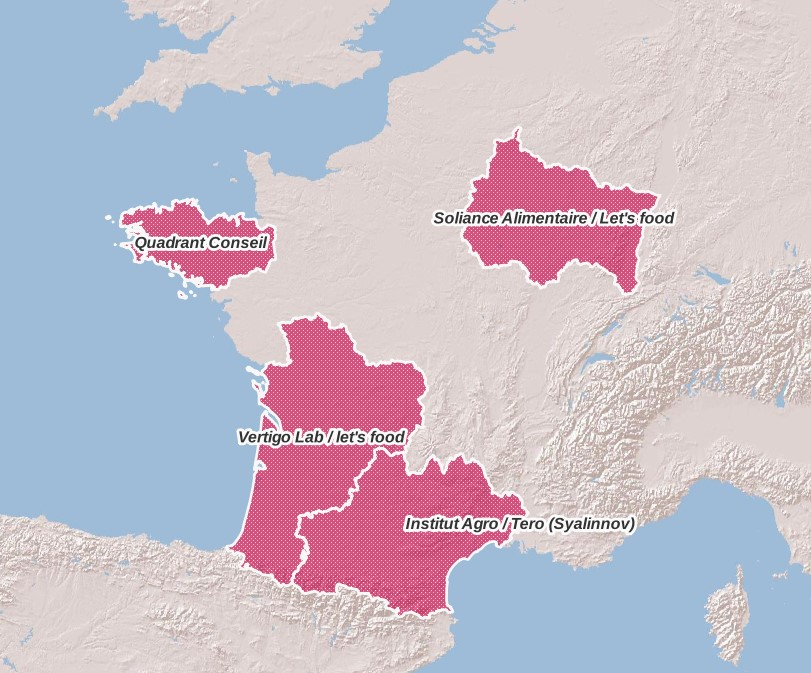 Soliance Alimentaire / Let's food
Quadrant Conseil
Vertigo Lab / let's food
Institut Agro / Tero (Syalinnov)